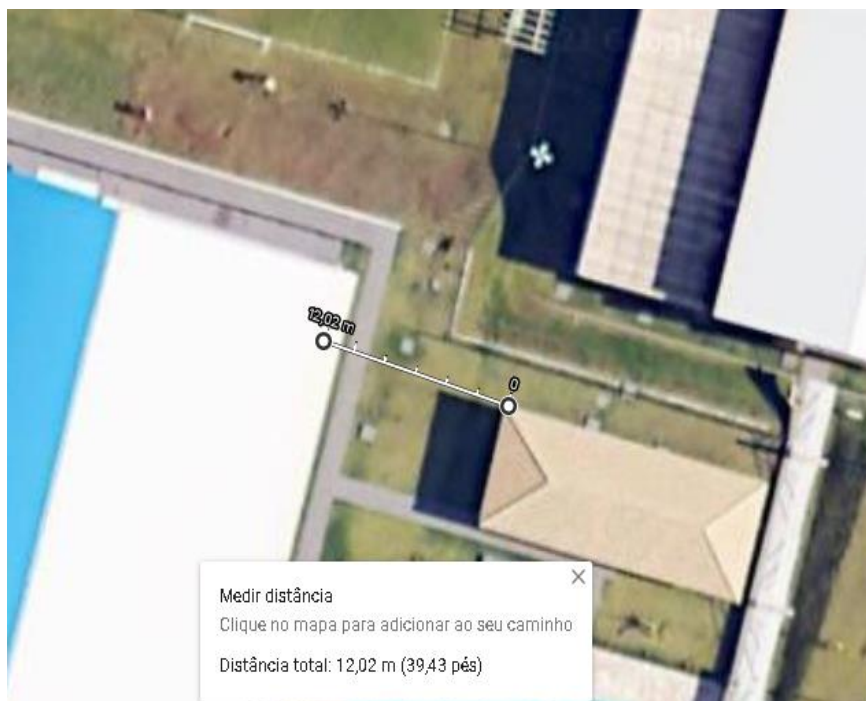 12,02 m
0
Medir distância
Clique no mapa para adicionar ao seu caminho
Distância total: 12,02 m (39,43 pés)